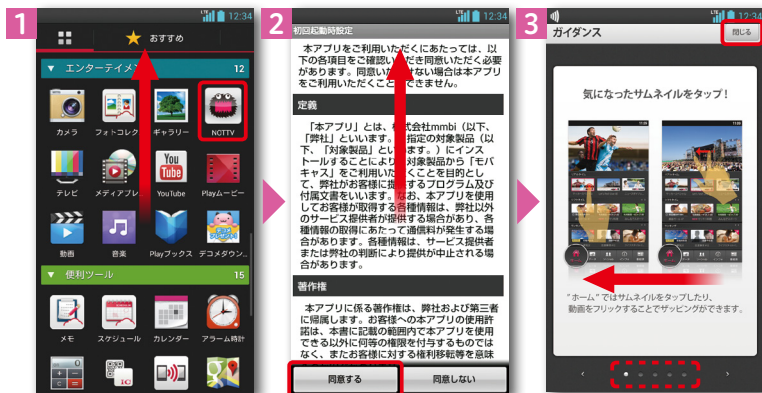 1
LTE 12:34
おすすめ
エンターテイメント 12
カメラ
フォトコレク
ギャラリー
NOTTV
You
Tube
テレビ
メディアプレ
YouTube
Playムービー
動画
音楽
Playブックス
デコメダウン...
便利ツール 15
メモ
スケジュール
カレンダー
アラーム時計
2
LTE 12:34
初回起動時設定
本アプリをご利用いただくにあたっては、以
下の各項目をご確認いただき同意いただく必要
があります。同意いただけない場合は本アプリ
をご利用いただくことができません。
定義
「本アプリ」とは、株式会社mmbi（以下、
「弊社」といいます。）指定の対象製品（以
下、「対象製品」といいます。）にインス
トールすることにより、対象製品から「モバ
キャス」をご利用いただくことを目的とし
て、弊社がお客様に提供するプログラム及び
付属文書をいいます。なお、本アプリを使用
してお客様が取得する各種情報は、弊社以外
のサービス提供者が提供する場合があり、各
種情報の取得にあたって通信料が発生する場
合があります。各種情報は、サービス提供者
または弊社の判断により提供が中止される場
合があります。
著作権
本アプリに係る著作権は、弊社および第三者
に帰属します。お客様への本アプリの使用許
諾は、本書に記載の範囲内で本アプリを使用
できる以外に何等の権限を付与するものでは
なく、またお客様に対する権利移転等を意味
同意する
同意しない
3
LTE 12:34
ガイダンス
閉じる
気になったサムネイルをタップ！
"ホーム"ではサムネイルをタップしたり、
動画をフリックすることでザッピングができます。